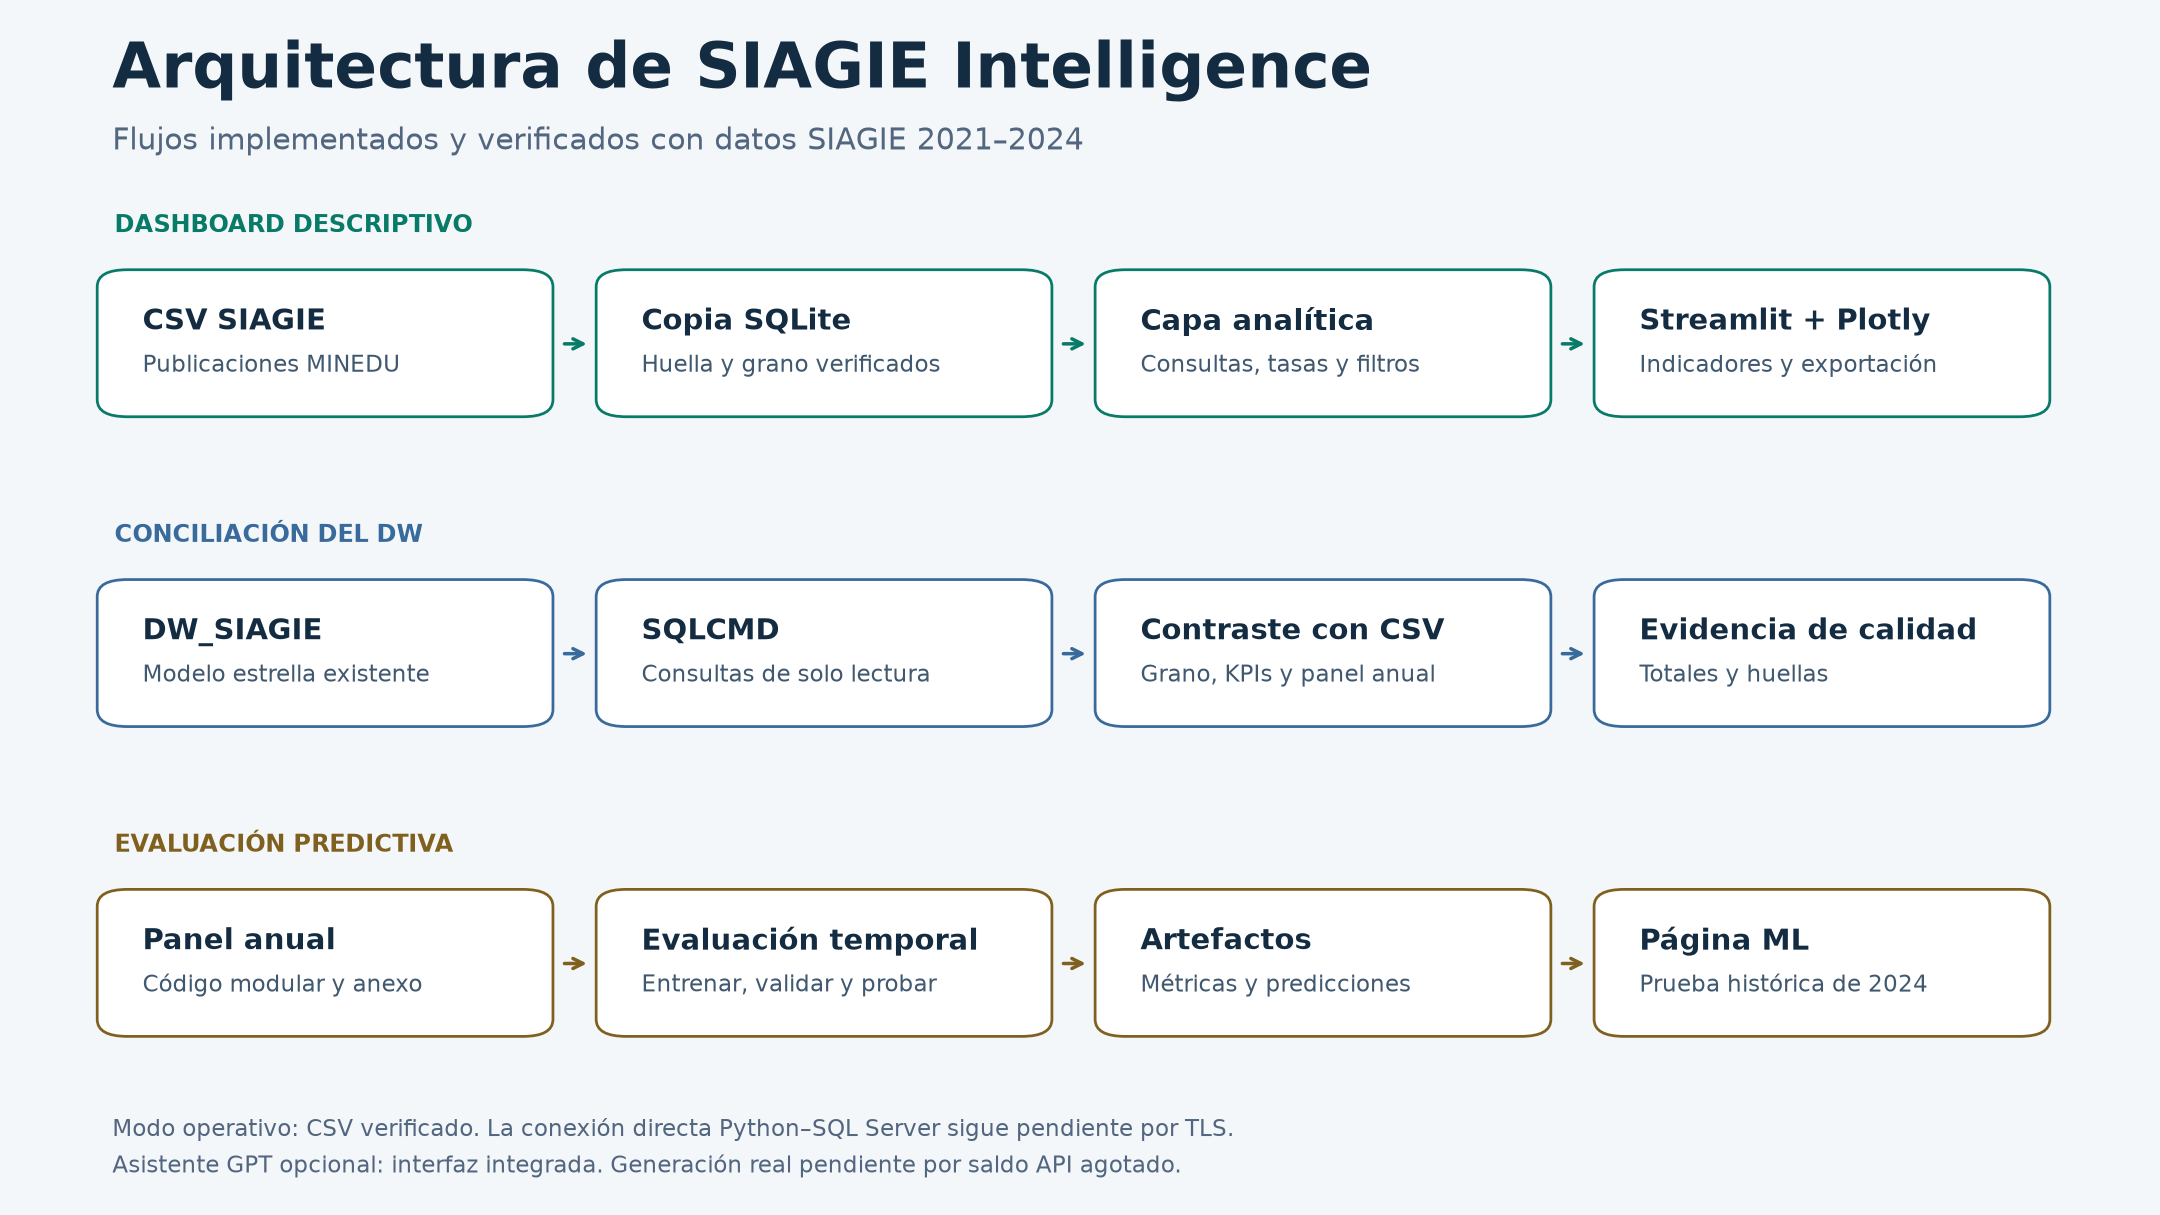 Arquitectura de SIAGIE Intelligence
Flujos implementados y verificados con datos SIAGIE 2021–2024
DASHBOARD DESCRIPTIVO
CSV SIAGIE
Publicaciones MINEDU
Copia SQLite
Huella y grano verificados
Capa analítica
Consultas, tasas y filtros
Streamlit + Plotly
Indicadores y exportación
CONCILIACIÓN DEL DW
DW_SIAGIE
Modelo estrella existente
SQLCMD
Consultas de solo lectura
Contraste con CSV
Grano, KPIs y panel anual
Evidencia de calidad
Totales y huellas
EVALUACIÓN PREDICTIVA
Panel anual
Código modular y anexo
Evaluación temporal
Entrenar, validar y probar
Artefactos
Métricas y predicciones
Página ML
Prueba histórica de 2024
Modo operativo: CSV verificado. La conexión directa Python–SQL Server sigue pendiente por TLS.
Asistente GPT opcional: interfaz integrada. Generación real pendiente por saldo API agotado.